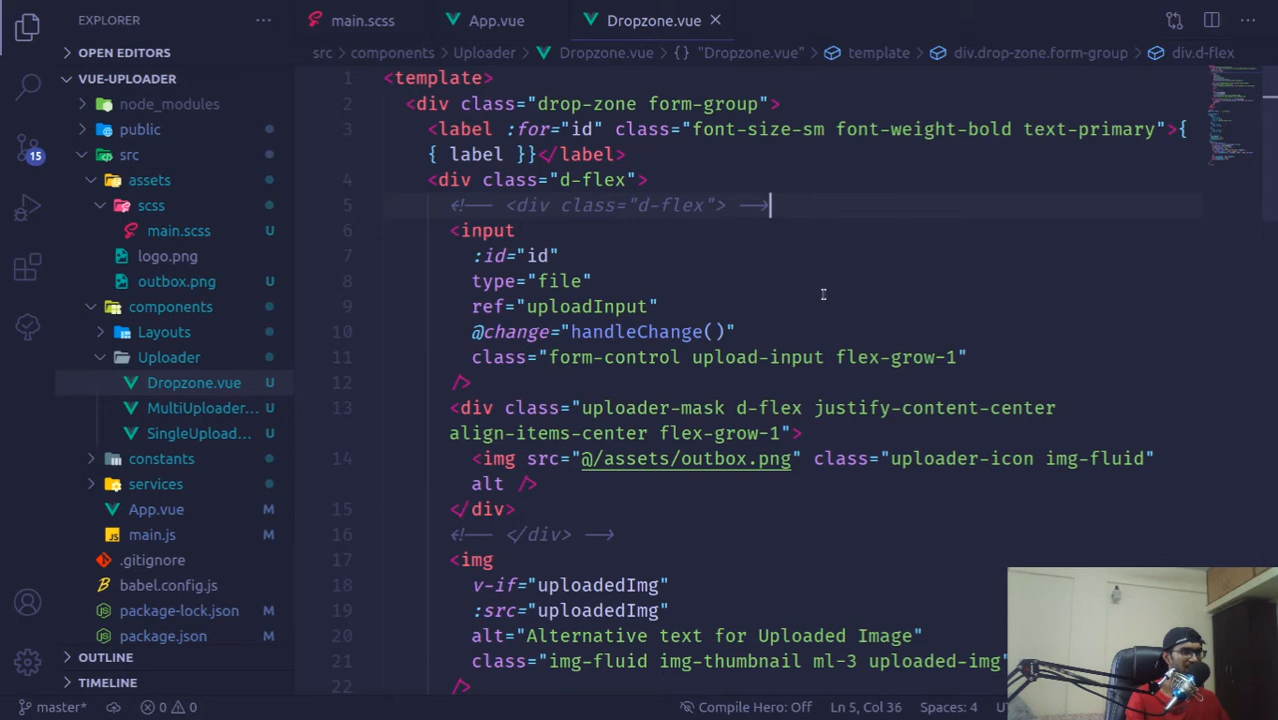 EXPLORER
main.scss
App.vue
Dropzone.vue
OPEN EDITORS
src > components > Uploader > Dropzone.vue > {} "Dropzone.vue" > template > div.drop-zone.form-group > div.d-flex
VUE-UPLOADER
node_modules
public
15
src
assets
scss
main.scss U
logo.png
outbox.png U
components
Layouts
Uploader
Dropzone.vue U
MultiUploader... U
SingleUpload... U
constants
services
App.vue M
main.js M
.gitignore
babel.config.js
package-lock.json M
package.json M
OUTLINE
TIMELINE
1 <template>
2 <div class="drop-zone form-group">
3 <label :for="id" class="font-size-sm font-weight-bold text-primary">{
{ label }}</label>
4 <div class="d-flex">
5 <!-- <div class="d-flex"> -->
6 <input
7 :id="id"
8 type="file"
9 ref="uploadInput"
10 @change="handleChange()"
11 class="form-control upload-input flex-grow-1"
12 />
13 <div class="uploader-mask d-flex justify-content-center
align-items-center flex-grow-1">
14 <img src="@/assets/outbox.png" class="uploader-icon img-fluid"
alt />
15 </div>
16 <!-- </div> -->
17 <img
18 v-if="uploadedImg"
19 :src="uploadedImg"
20 alt="Alternative text for Uploaded Image"
21 class="img-fluid img-thumbnail ml-3 uploaded-img"
22 />
master* 0 0 Compile Hero: Off Ln 5, Col 36 Spaces: 4